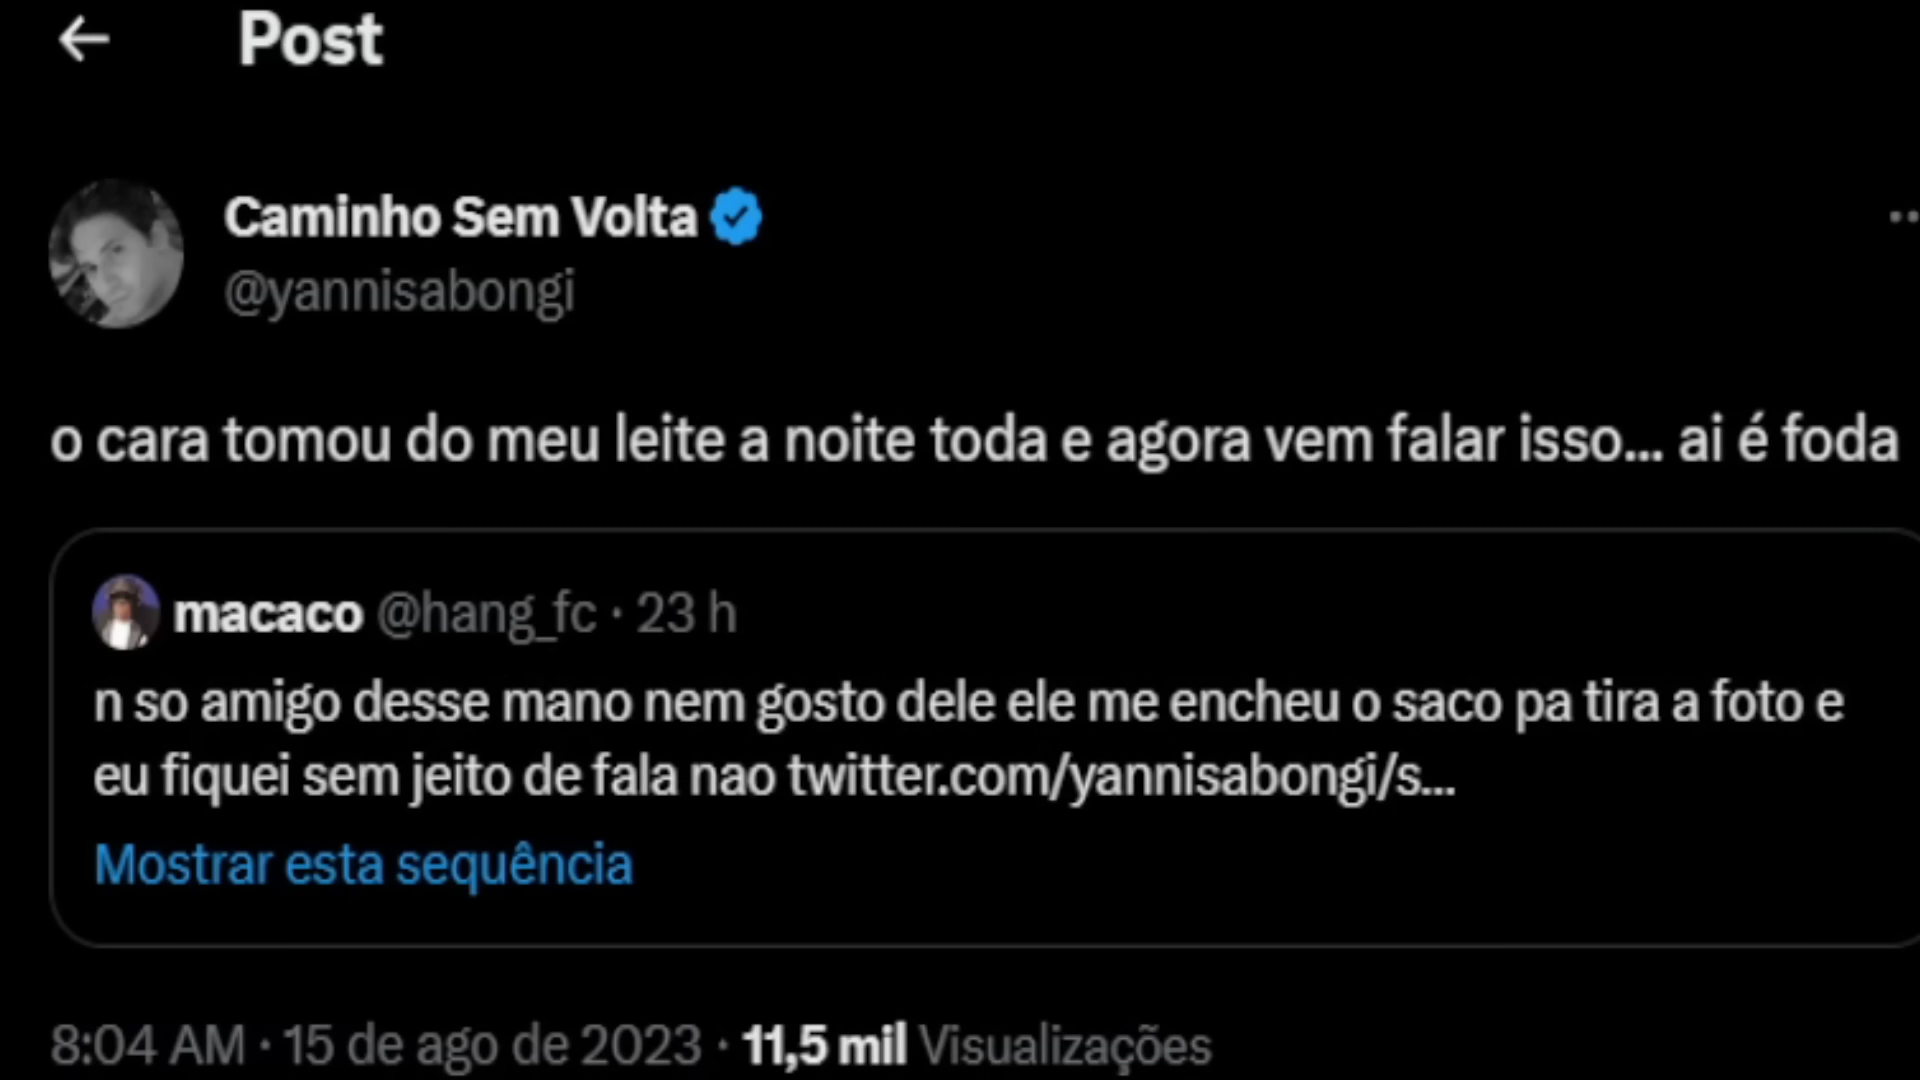 Post
Caminho Sem Volta
@yannisabongi
o cara tomou do meu leite a noite toda e agora vem falar isso... ai é foda
macaco @hang_fc · 23 h
n so amigo desse mano nem gosto dele ele me encheu o saco pa tira a foto e
eu fiquei sem jeito de fala nao twitter.com/yannisabongi/s...
Mostrar esta sequência
8:04 AM · 15 de ago de 2023 · 11,5 mil Visualizações